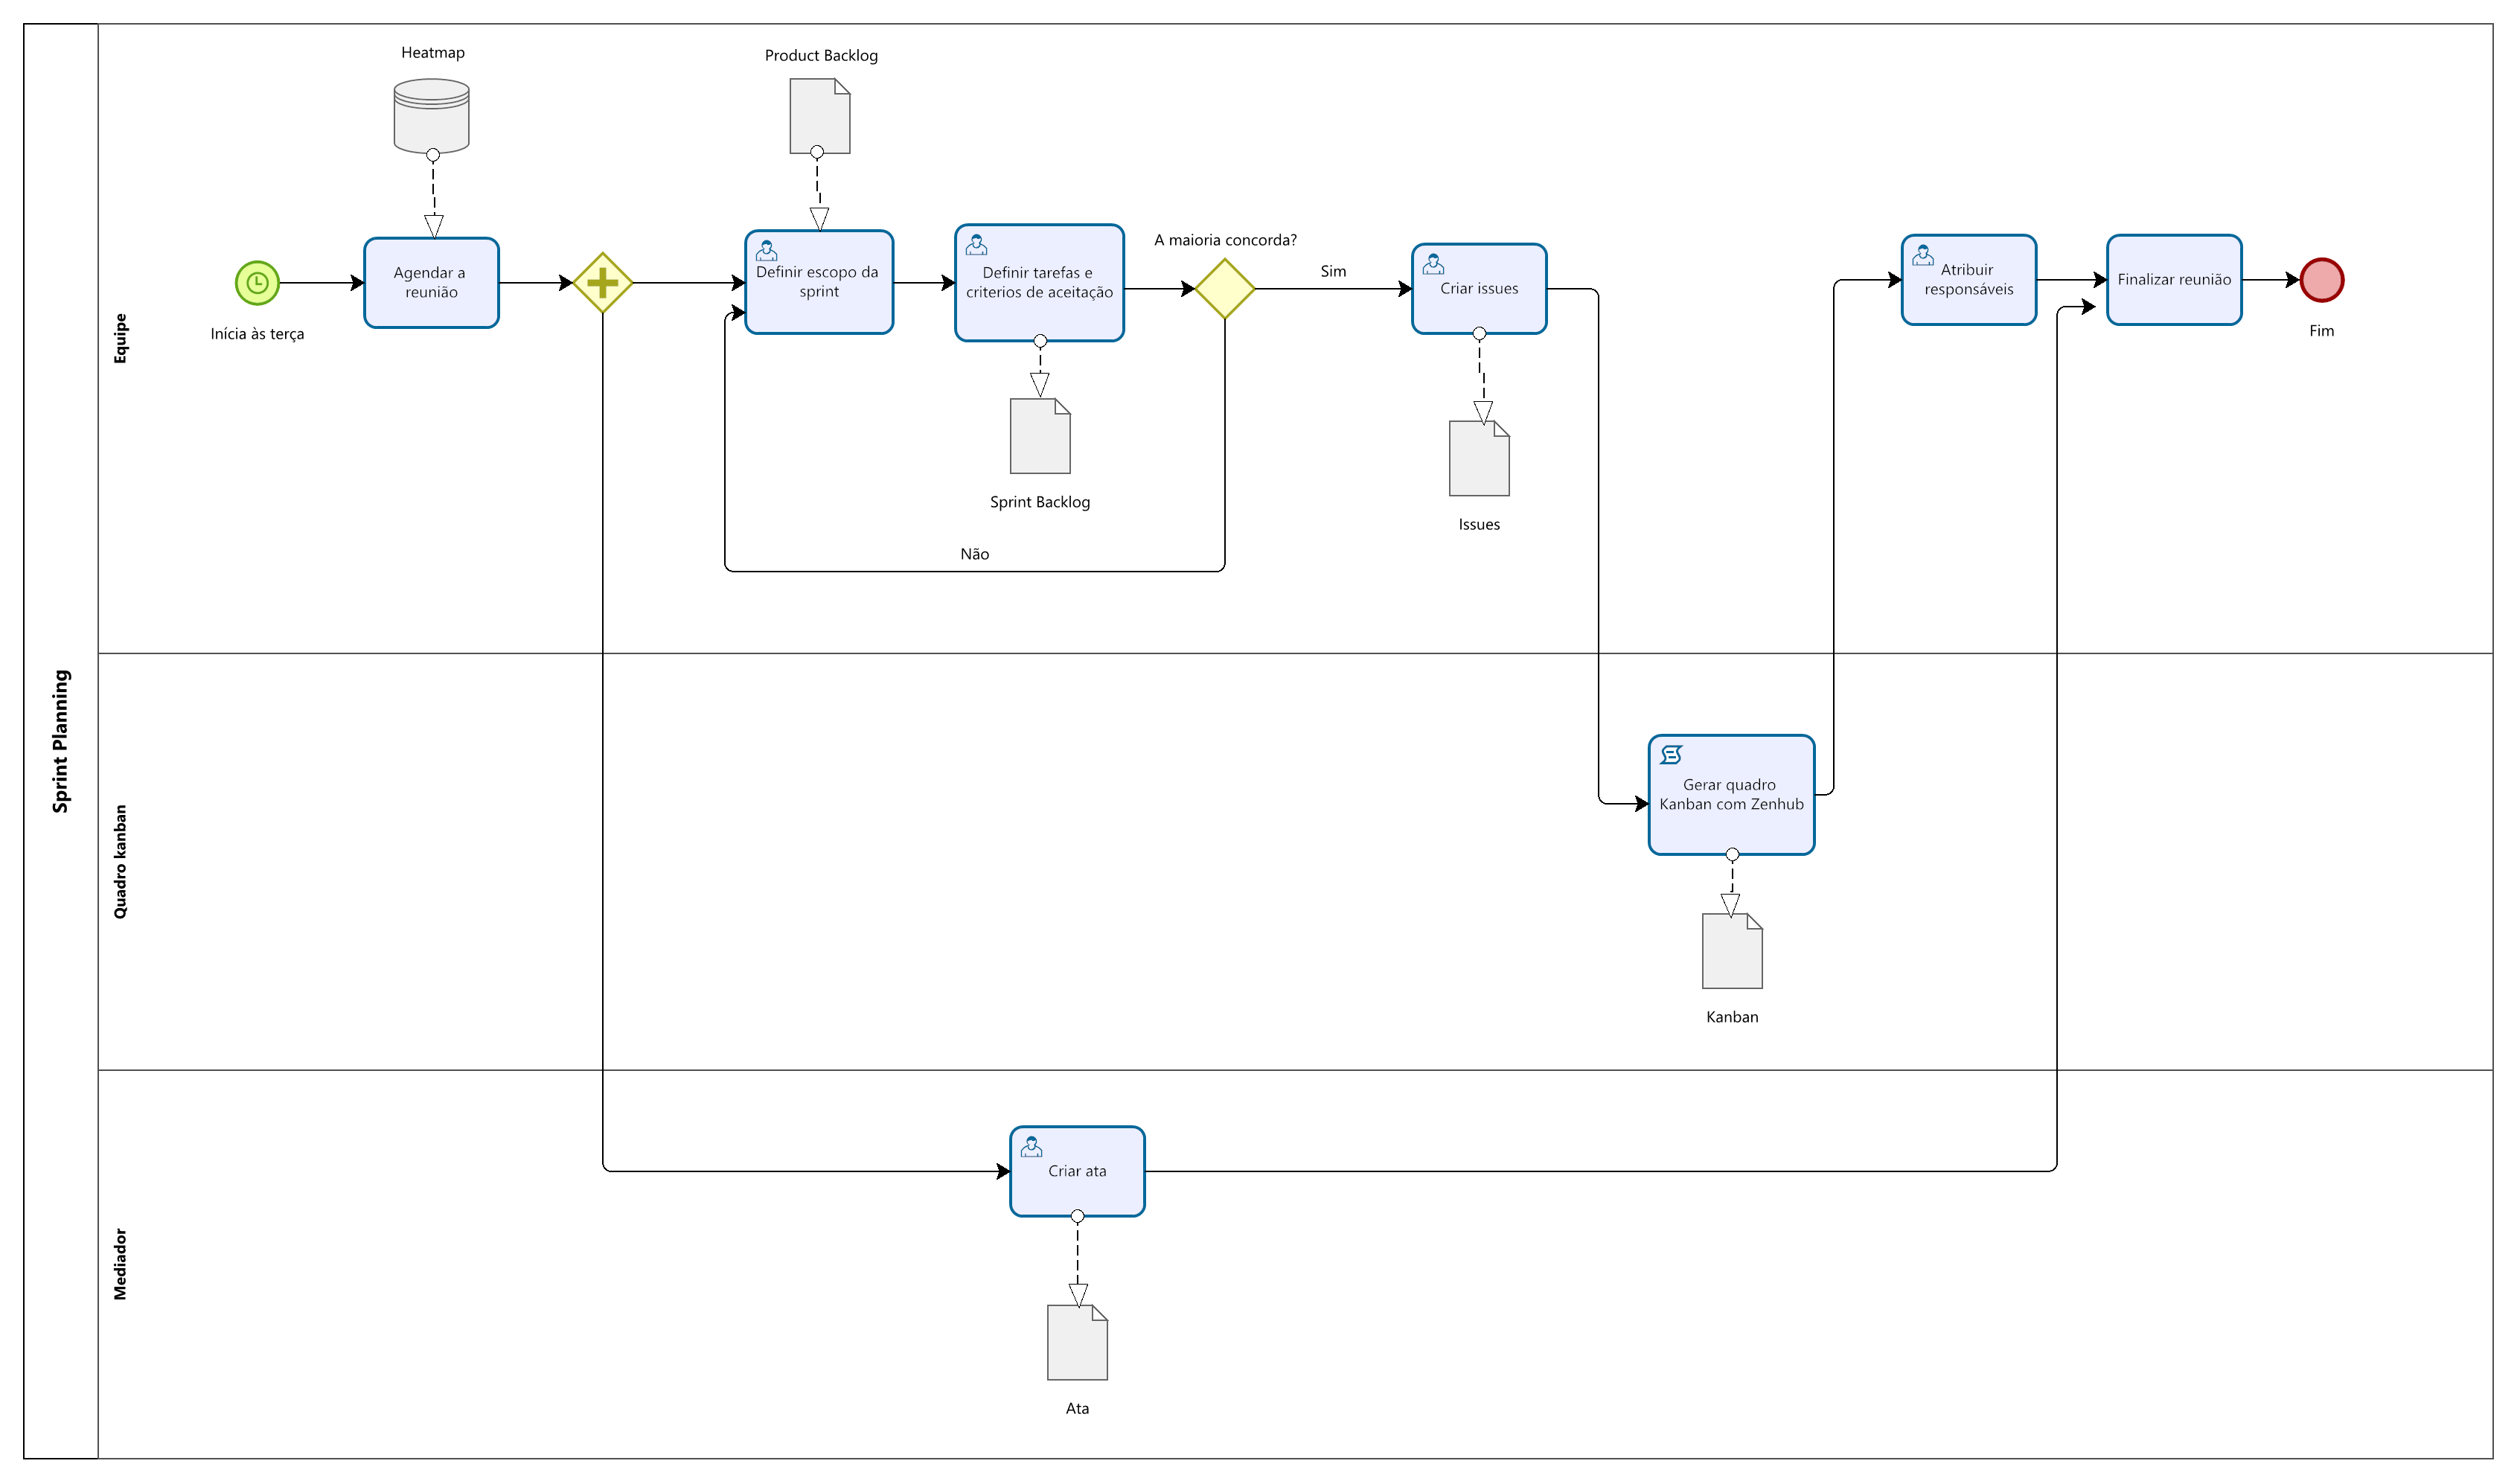 Sprint Planning
Equipe
Heatmap
Product Backlog
Inícia às terça
Agendar a
reunião
Definir escopo da
sprint
Definir tarefas e
criterios de aceitação
A maioria concorda?
Sim
Criar issues
Atribuir
responsáveis
Finalizar reunião
Fim
Sprint Backlog
Issues
Não
Quadro kanban
Gerar quadro
Kanban com Zenhub
Kanban
Mediador
Criar ata
Ata